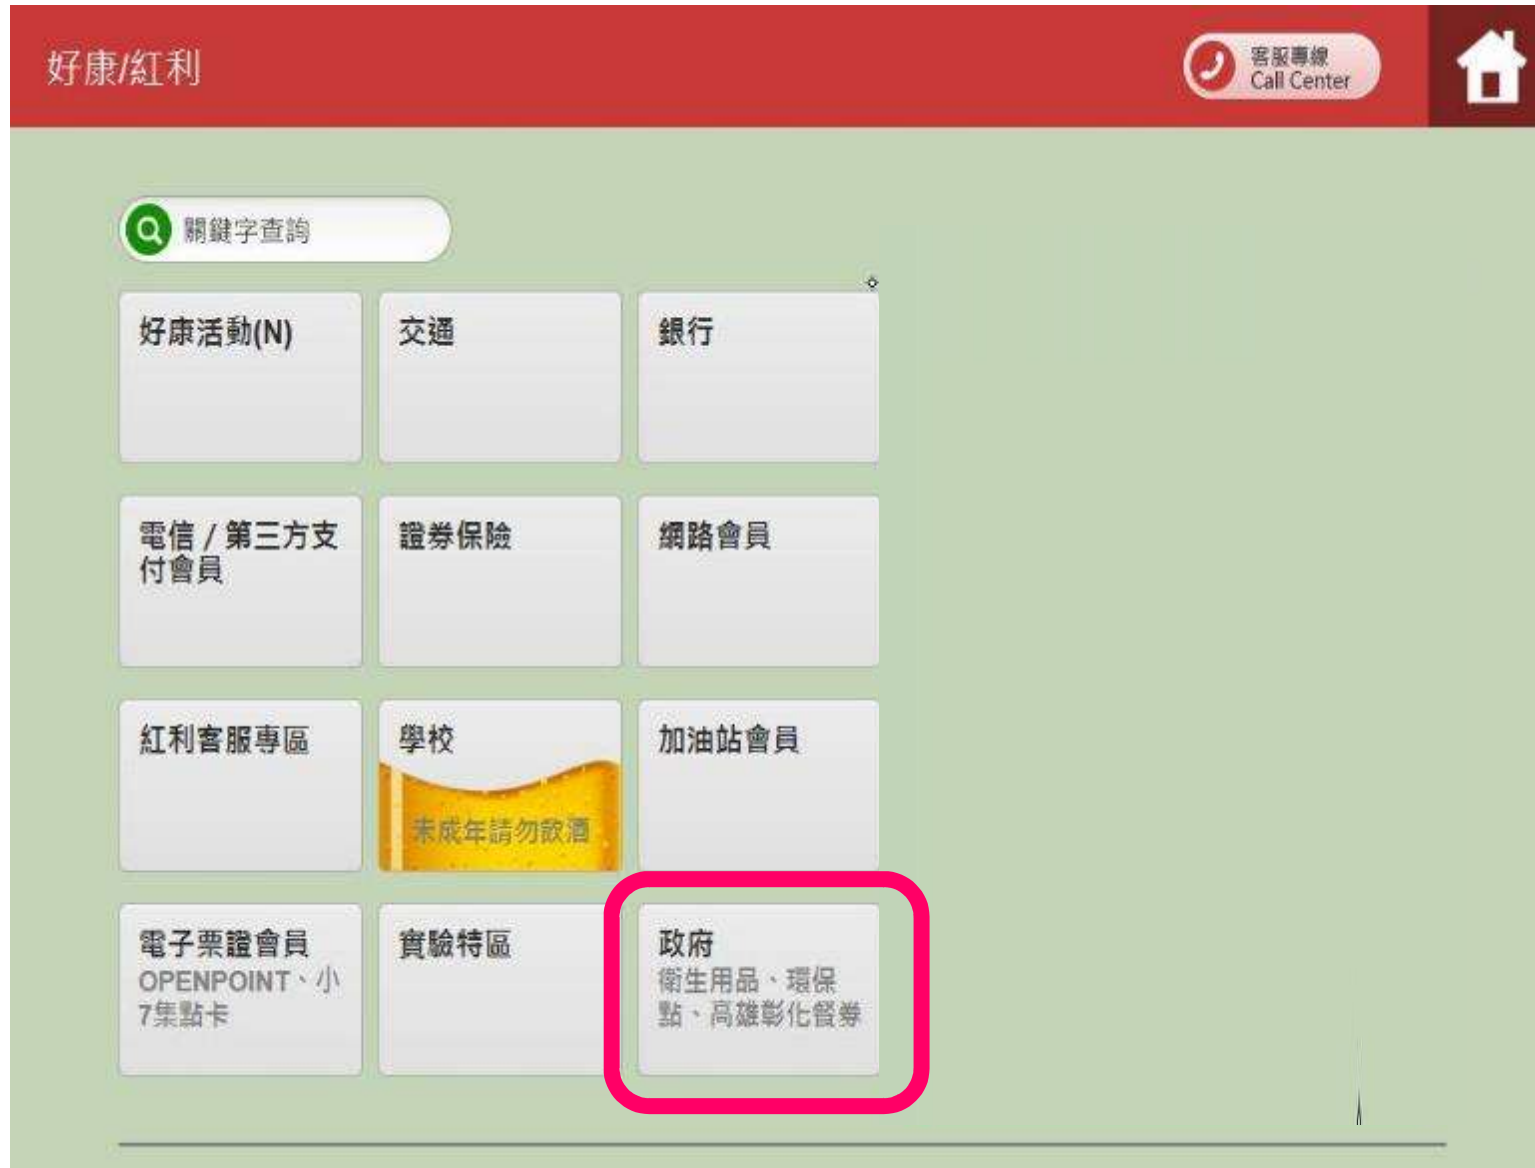 好康/紅利
客服專線
Call Center
關鍵字查詢
好康活動(N)
交通
銀行
電信 / 第三方支
付會員
證券保險
網路會員
紅利客服專區
學校
未成年請勿飲酒
加油站會員
電子票證會員
OPENPOINT、小
7集點卡
實驗特區
政府
衛生用品、環保
點、高雄彰化餐券